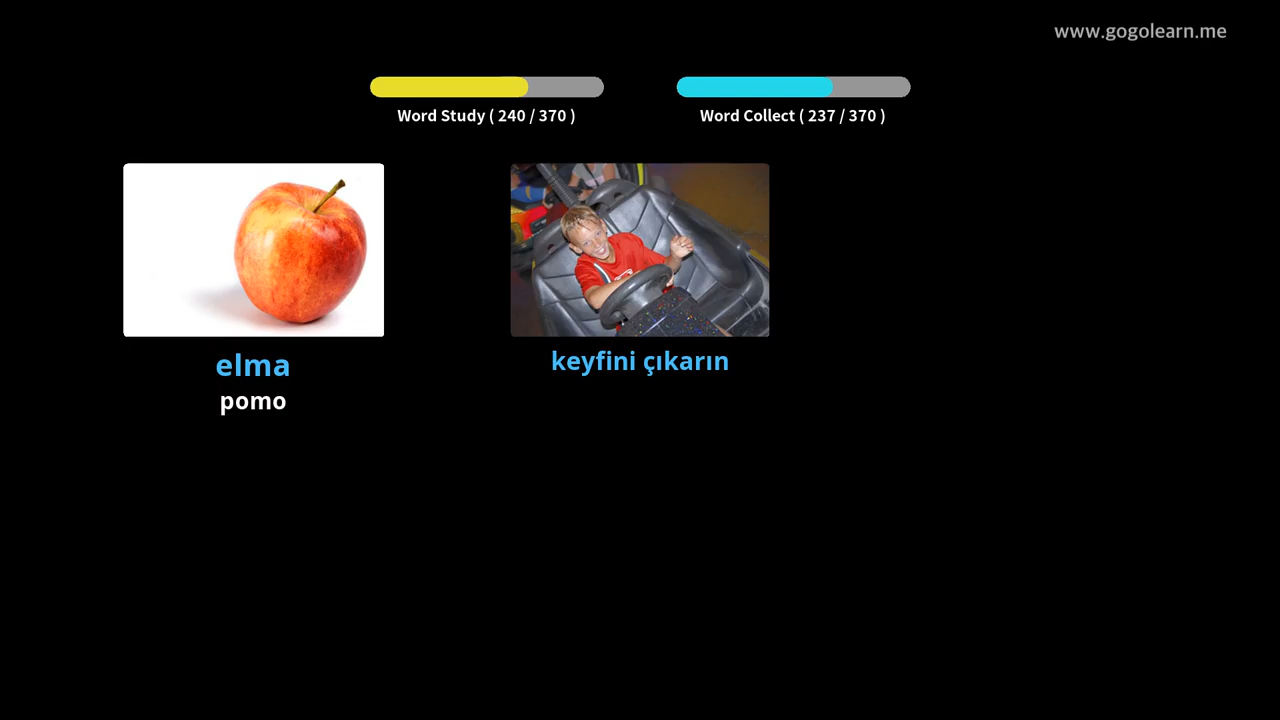 www.gogolearn.me
Word Study ( 240 / 370 )
Word Collect ( 237 / 370 )
elma
pomo
keyfini çıkarın